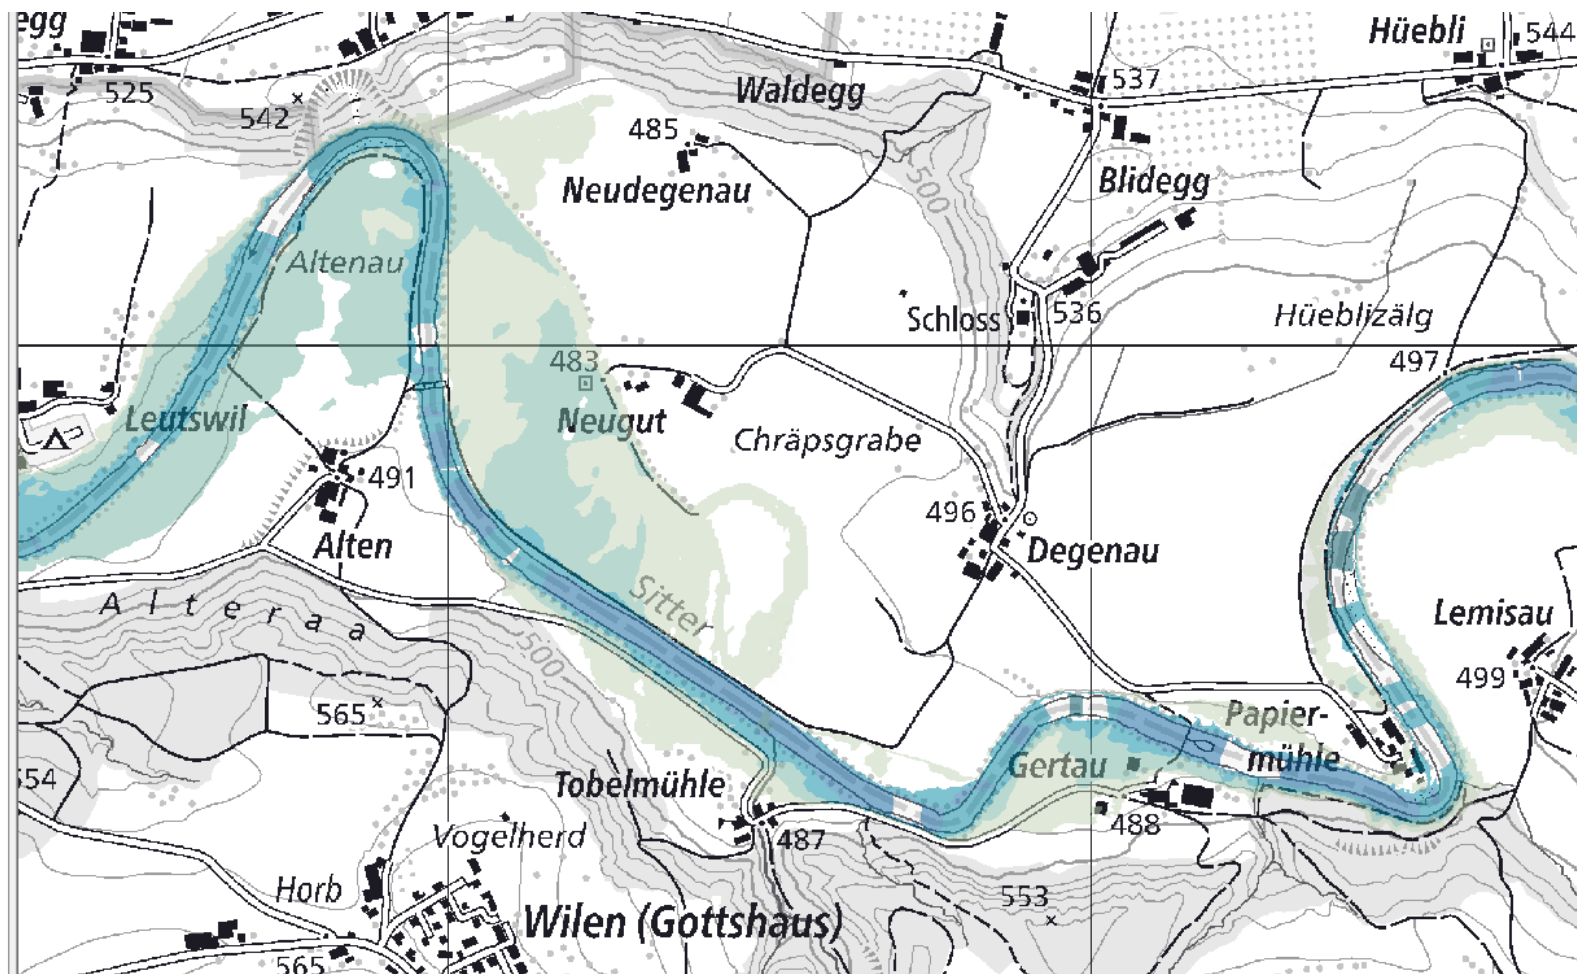 egg
Hüebli
544
525
542
Waldegg
537
485
Neudegenau
Blidegg
500
Altenau
Schloss
536
Hüeblizälg
483
497
Leutswil
Neugut
Chräpsgrabe
491
496
Alten
Degenau
Alteraa
Sitter
Lemisau
500
499
565
Papier-
mühle
554
Tobelmühle
Gertau
487
488
Vogelherd
Horb
553
Wilen (Gottshaus)
565